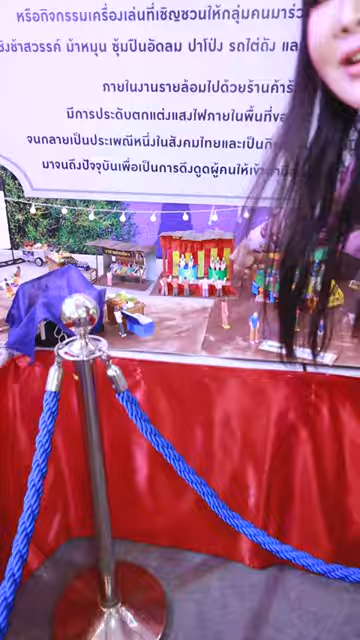 หรือกิจกรรมเครื่องเล่นที่เชิญชวนให้กลุ่มคนมาร่ว
ชิงช้าสวรรค์ ม้าหมุน ซุ้มปืนอัดลม ปาโป่ง รถไต่ถัง แล
ภายในงานรายล้อมไปด้วยร้านค้าร้
มีการประดับตกแต่งแสงไฟภายในพื้นที่ขอ
จนกลายเป็นประเพณีหนึ่งในสังคมไทยและเป็นกิ
มาจนถึงปัจจุบันเพื่อเป็นการดึงดูดผู้คนให้เข้า